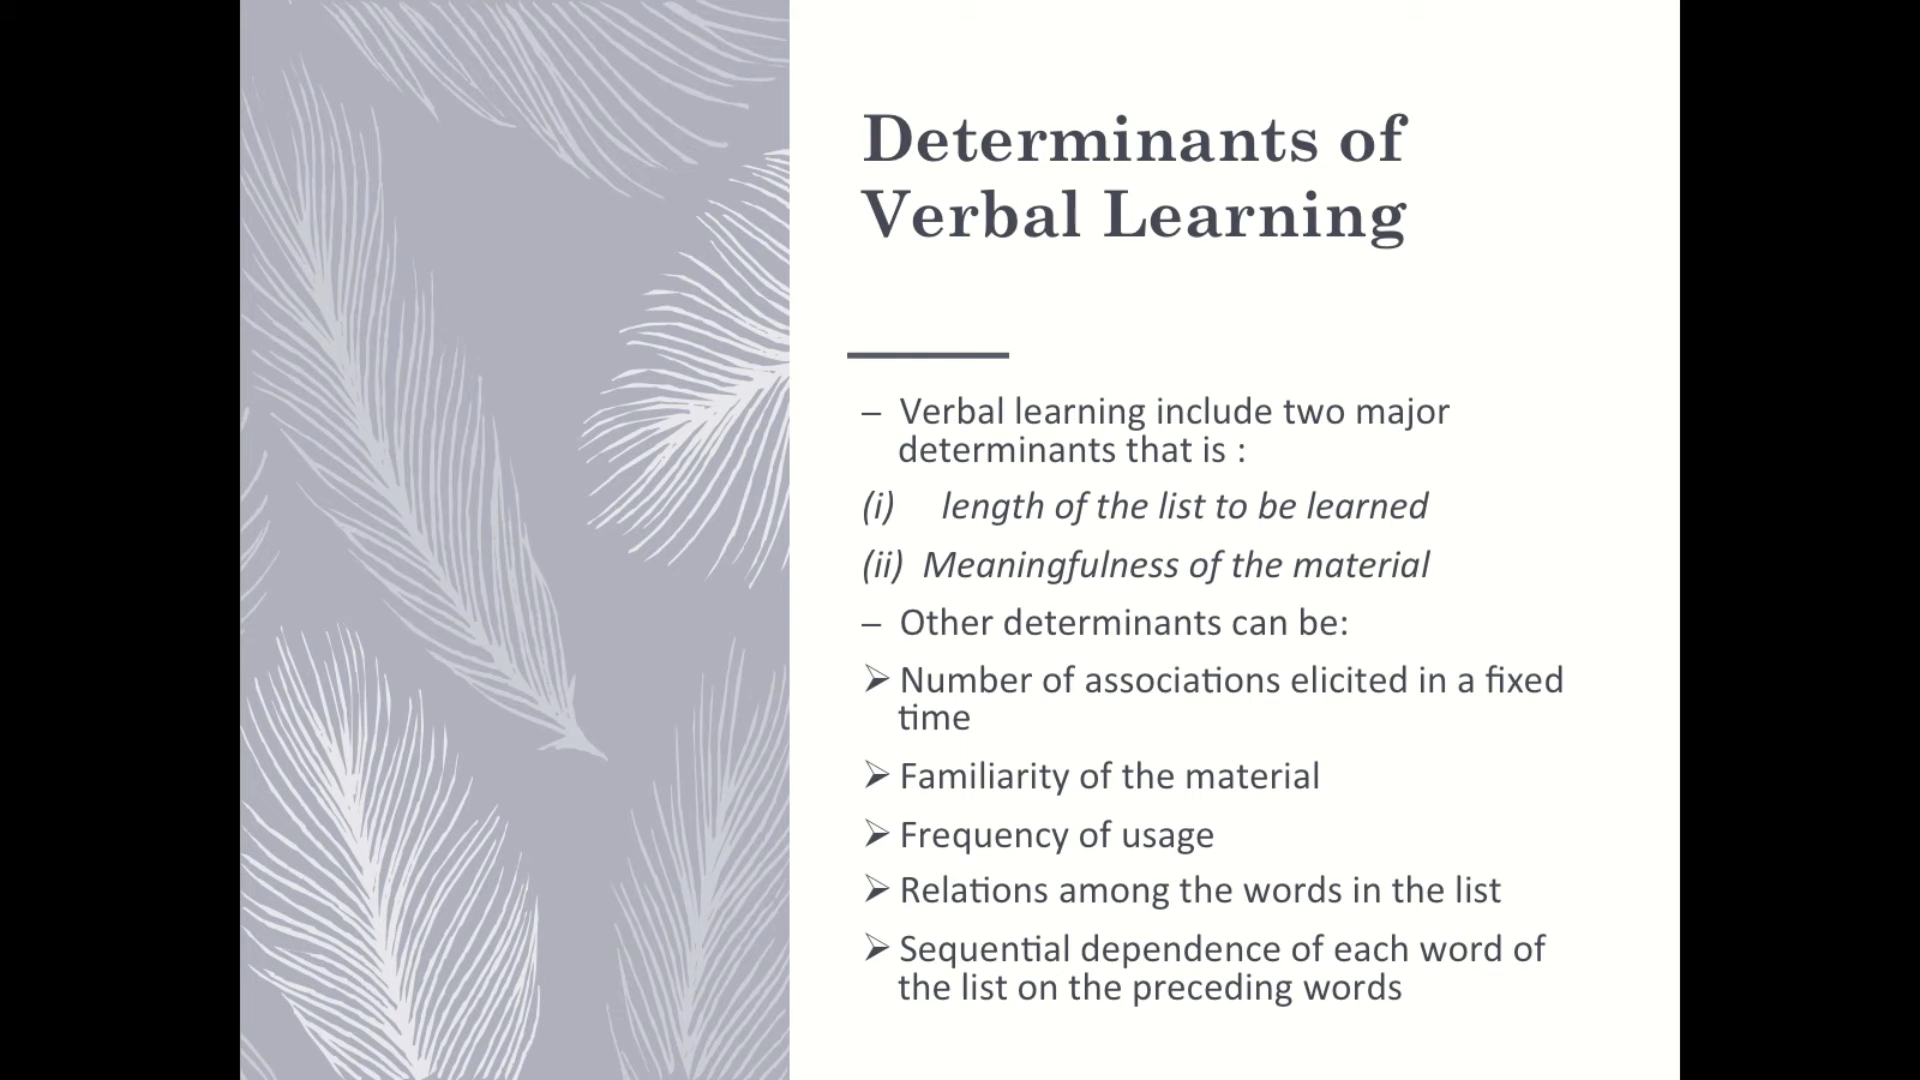 Determinants of
Verbal Learning
– Verbal learning include two major
determinants that is :
(i) length of the list to be learned
(ii) Meaningfulness of the material
– Other determinants can be:
➢ Number of associations elicited in a fixed
time
➢ Familiarity of the material
➢ Frequency of usage
➢ Relations among the words in the list
➢ Sequential dependence of each word of
the list on the preceding words